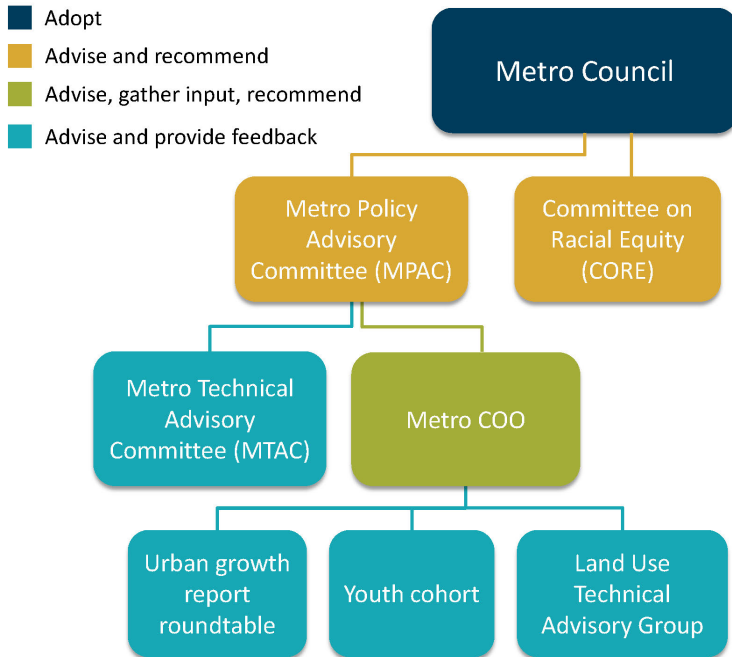 Adopt
Advise and recommend
Advise, gather input, recommend
Advise and provide feedback
Metro Council
Metro Policy
Advisory
Committee (MPAC)
Committee on
Racial Equity
(CORE)
Metro Technical
Advisory
Committee (MTAC)
Metro COO
Urban growth
report
roundtable
Youth cohort
Land Use
Technical
Advisory Group